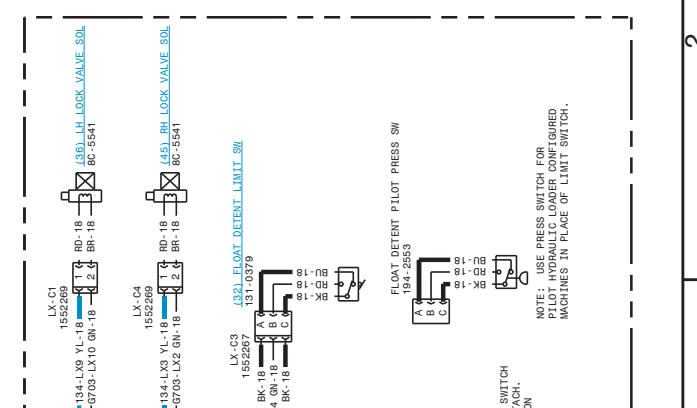 (36) LH LOCK VALVE SOL
8C-5541
RD-18
BR-18
1
2
LX-C1
1552269
134-LX9 YL-18
G703-LX10 GN-18
(45) RH LOCK VALVE SOL
8C-5541
RD-18
BR-18
1
2
LX-C4
1552269
134-LX3 YL-18
G703-LX2 GN-18
(32) FLOAT DETENT LIMIT SW
131-0379
BU-18
RD-18
BK-18
A
B
C
LX-C3
1552267
BK-18
4 GN-18
BK-18
FLOAT DETENT PILOT PRESS SW
194-2553
BU-18
RD-18
BK-18
A
B
C
NOTE: USE PRESS SWITCH FOR
PILOT HYDRAULIC LOADER CONFIGURED
MACHINES IN PLACE OF LIMIT SWITCH.
SWITCH
TACH.
ON
2